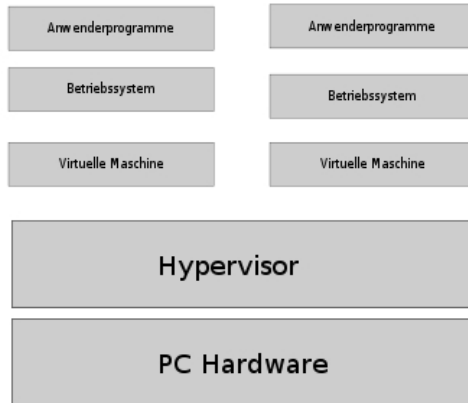 Anwenderprogramme
Anwenderprogramme
Betriebssystem
Betriebssystem
Virtuelle Maschine
Virtuelle Maschine
Hypervisor
PC Hardware